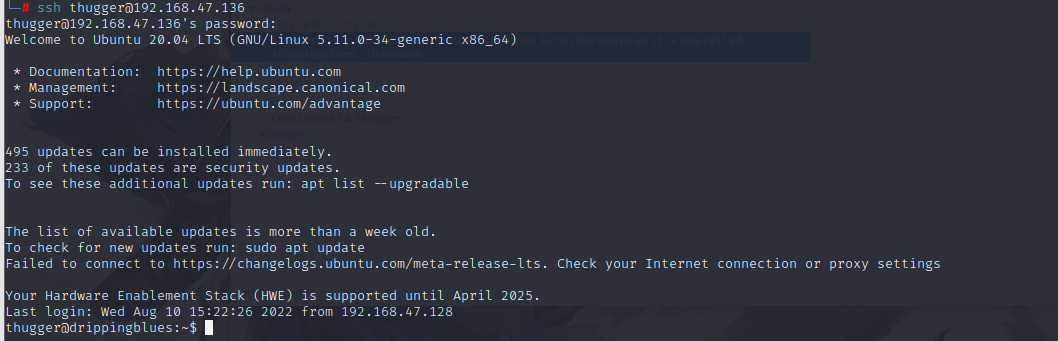 └─# ssh thugger@192.168.47.136
thugger@192.168.47.136's password:
Welcome to Ubuntu 20.04 LTS (GNU/Linux 5.11.0-34-generic x86_64)
* Documentation:  https://help.ubuntu.com
* Management:     https://landscape.canonical.com
* Support:        https://ubuntu.com/advantage
travisscott & thugger
495 updates can be installed immediately.
233 of these updates are security updates.
To see these additional updates run: apt list --upgradable
The list of available updates is more than a week old.
To check for new updates run: sudo apt update
Failed to connect to https://changelogs.ubuntu.com/meta-release-lts. Check your Internet connection or proxy settings
Your Hardware Enablement Stack (HWE) is supported until April 2025.
Last login: Wed Aug 10 15:22:26 2022 from 192.168.47.128
thugger@drippingblues:~$